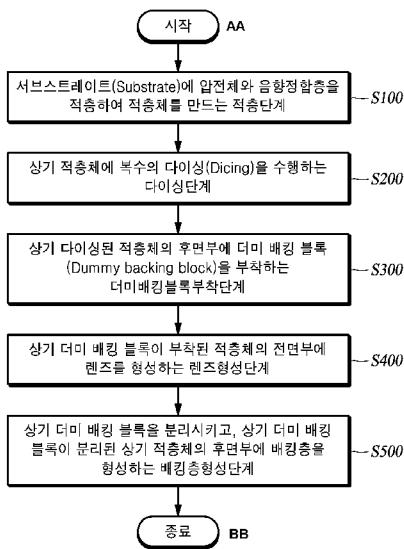 시작 AA
서브스트레이트(Substrate)에 압전체와 음향정합층을
적층하여 적층체를 만드는 적층단계
S100
상기 적층체에 복수의 다이싱(Dicing)을 수행하는
다이싱단계
S200
상기 다이싱된 적층체의 후면부에 더미 배킹 블록
(Dummy backing block)을 부착하는
더미배킹블록부착단계
S300
상기 더미 배킹 블록이 부착된 적층체의 전면부에
렌즈를 형성하는 렌즈형성단계
S400
상기 더미 배킹 블록을 분리시키고, 상기 더미 배킹
블록이 분리된 상기 적층체의 후면부에 배킹층을
형성하는 배킹층형성단계
S500
종료 BB